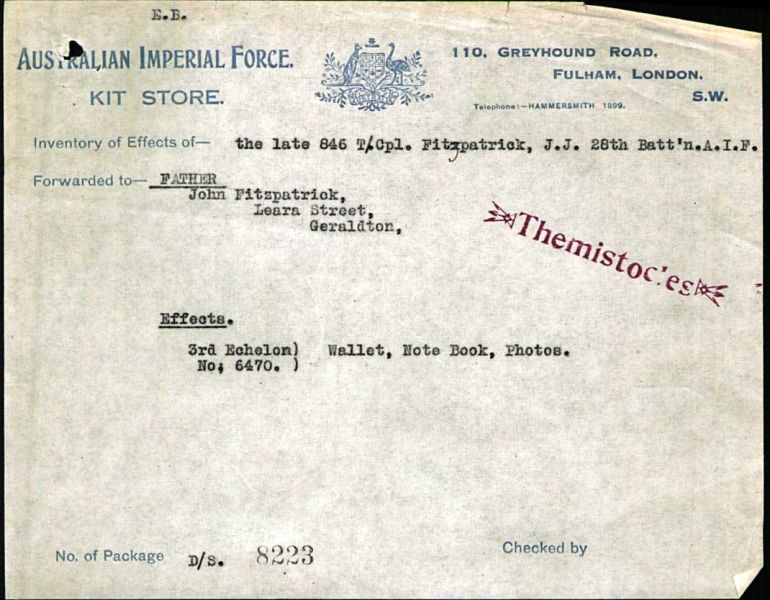 E.B.
AUSTRALIAN IMPERIAL FORCE.
KIT STORE.
110, GREYHOUND ROAD,
FULHAM, LONDON,
S.W.
Telephone:—HAMMERSMITH 1899.
Inventory of Effects of— the late 846 T/Cpl. Fitzpatrick, J.J. 28th Batt'n.A.I.F.
Forwarded to— FATHER
John Fitzpatrick,
Leara Street,
Geraldton,
Themistoc'es
Effects.
3rd Echelon) Wallet, Note Book, Photos.
No; 6470. )
No. of Package D/S. 8223
Checked by